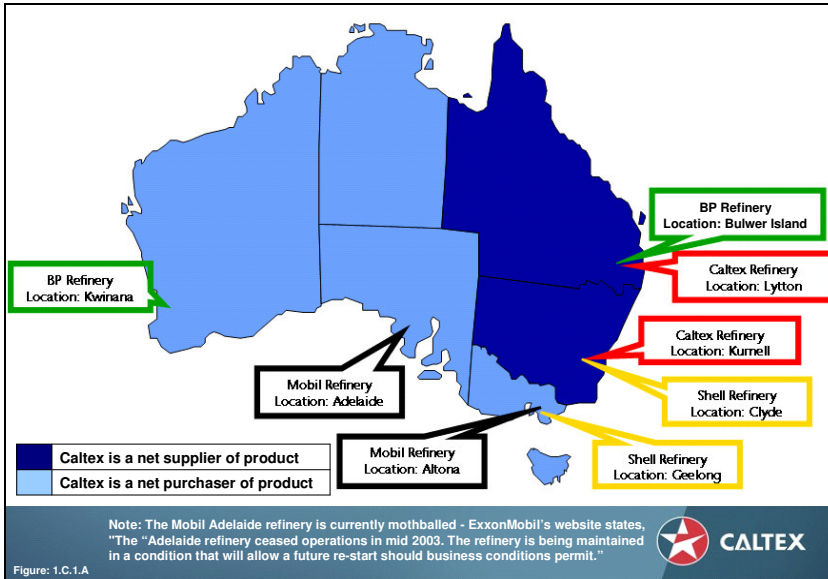 BP Refinery
Location: Bulwer Island
Caltex Refinery
Location: Lytton
BP Refinery
Location: Kwinana
Caltex Refinery
Location: Kurnell
Mobil Refinery
Location: Adelaide
Shell Refinery
Location: Clyde
Mobil Refinery
Location: Altona
Shell Refinery
Location: Geelong
Caltex is a net supplier of product
Caltex is a net purchaser of product
Note: The Mobil Adelaide refinery is currently mothballed - ExxonMobil's website states,
"The “Adelaide refinery ceased operations in mid 2003. The refinery is being maintained
in a condition that will allow a future re-start should business conditions permit.”
CALTEX
Figure: 1.C.1.A